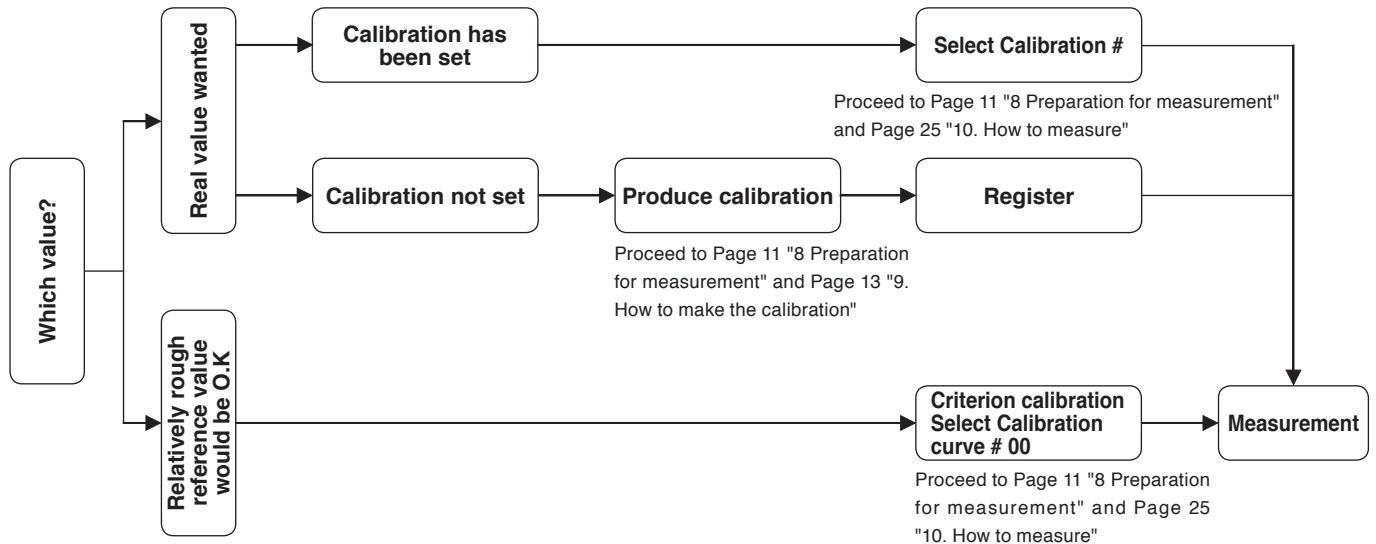 Which value?
Real value wanted
Calibration has
been set
Select Calibration #
Proceed to Page 11 "8 Preparation for measurement"
and Page 25 "10. How to measure"
Calibration not set
Produce calibration
Register
Proceed to Page 11 "8 Preparation
for measurement" and Page 13 "9.
How to make the calibration"
Relatively rough
reference value
would be O.K
Criterion calibration
Select Calibration
curve # 00
Measurement
Proceed to Page 11 "8 Preparation
for measurement" and Page 25
"10. How to measure"